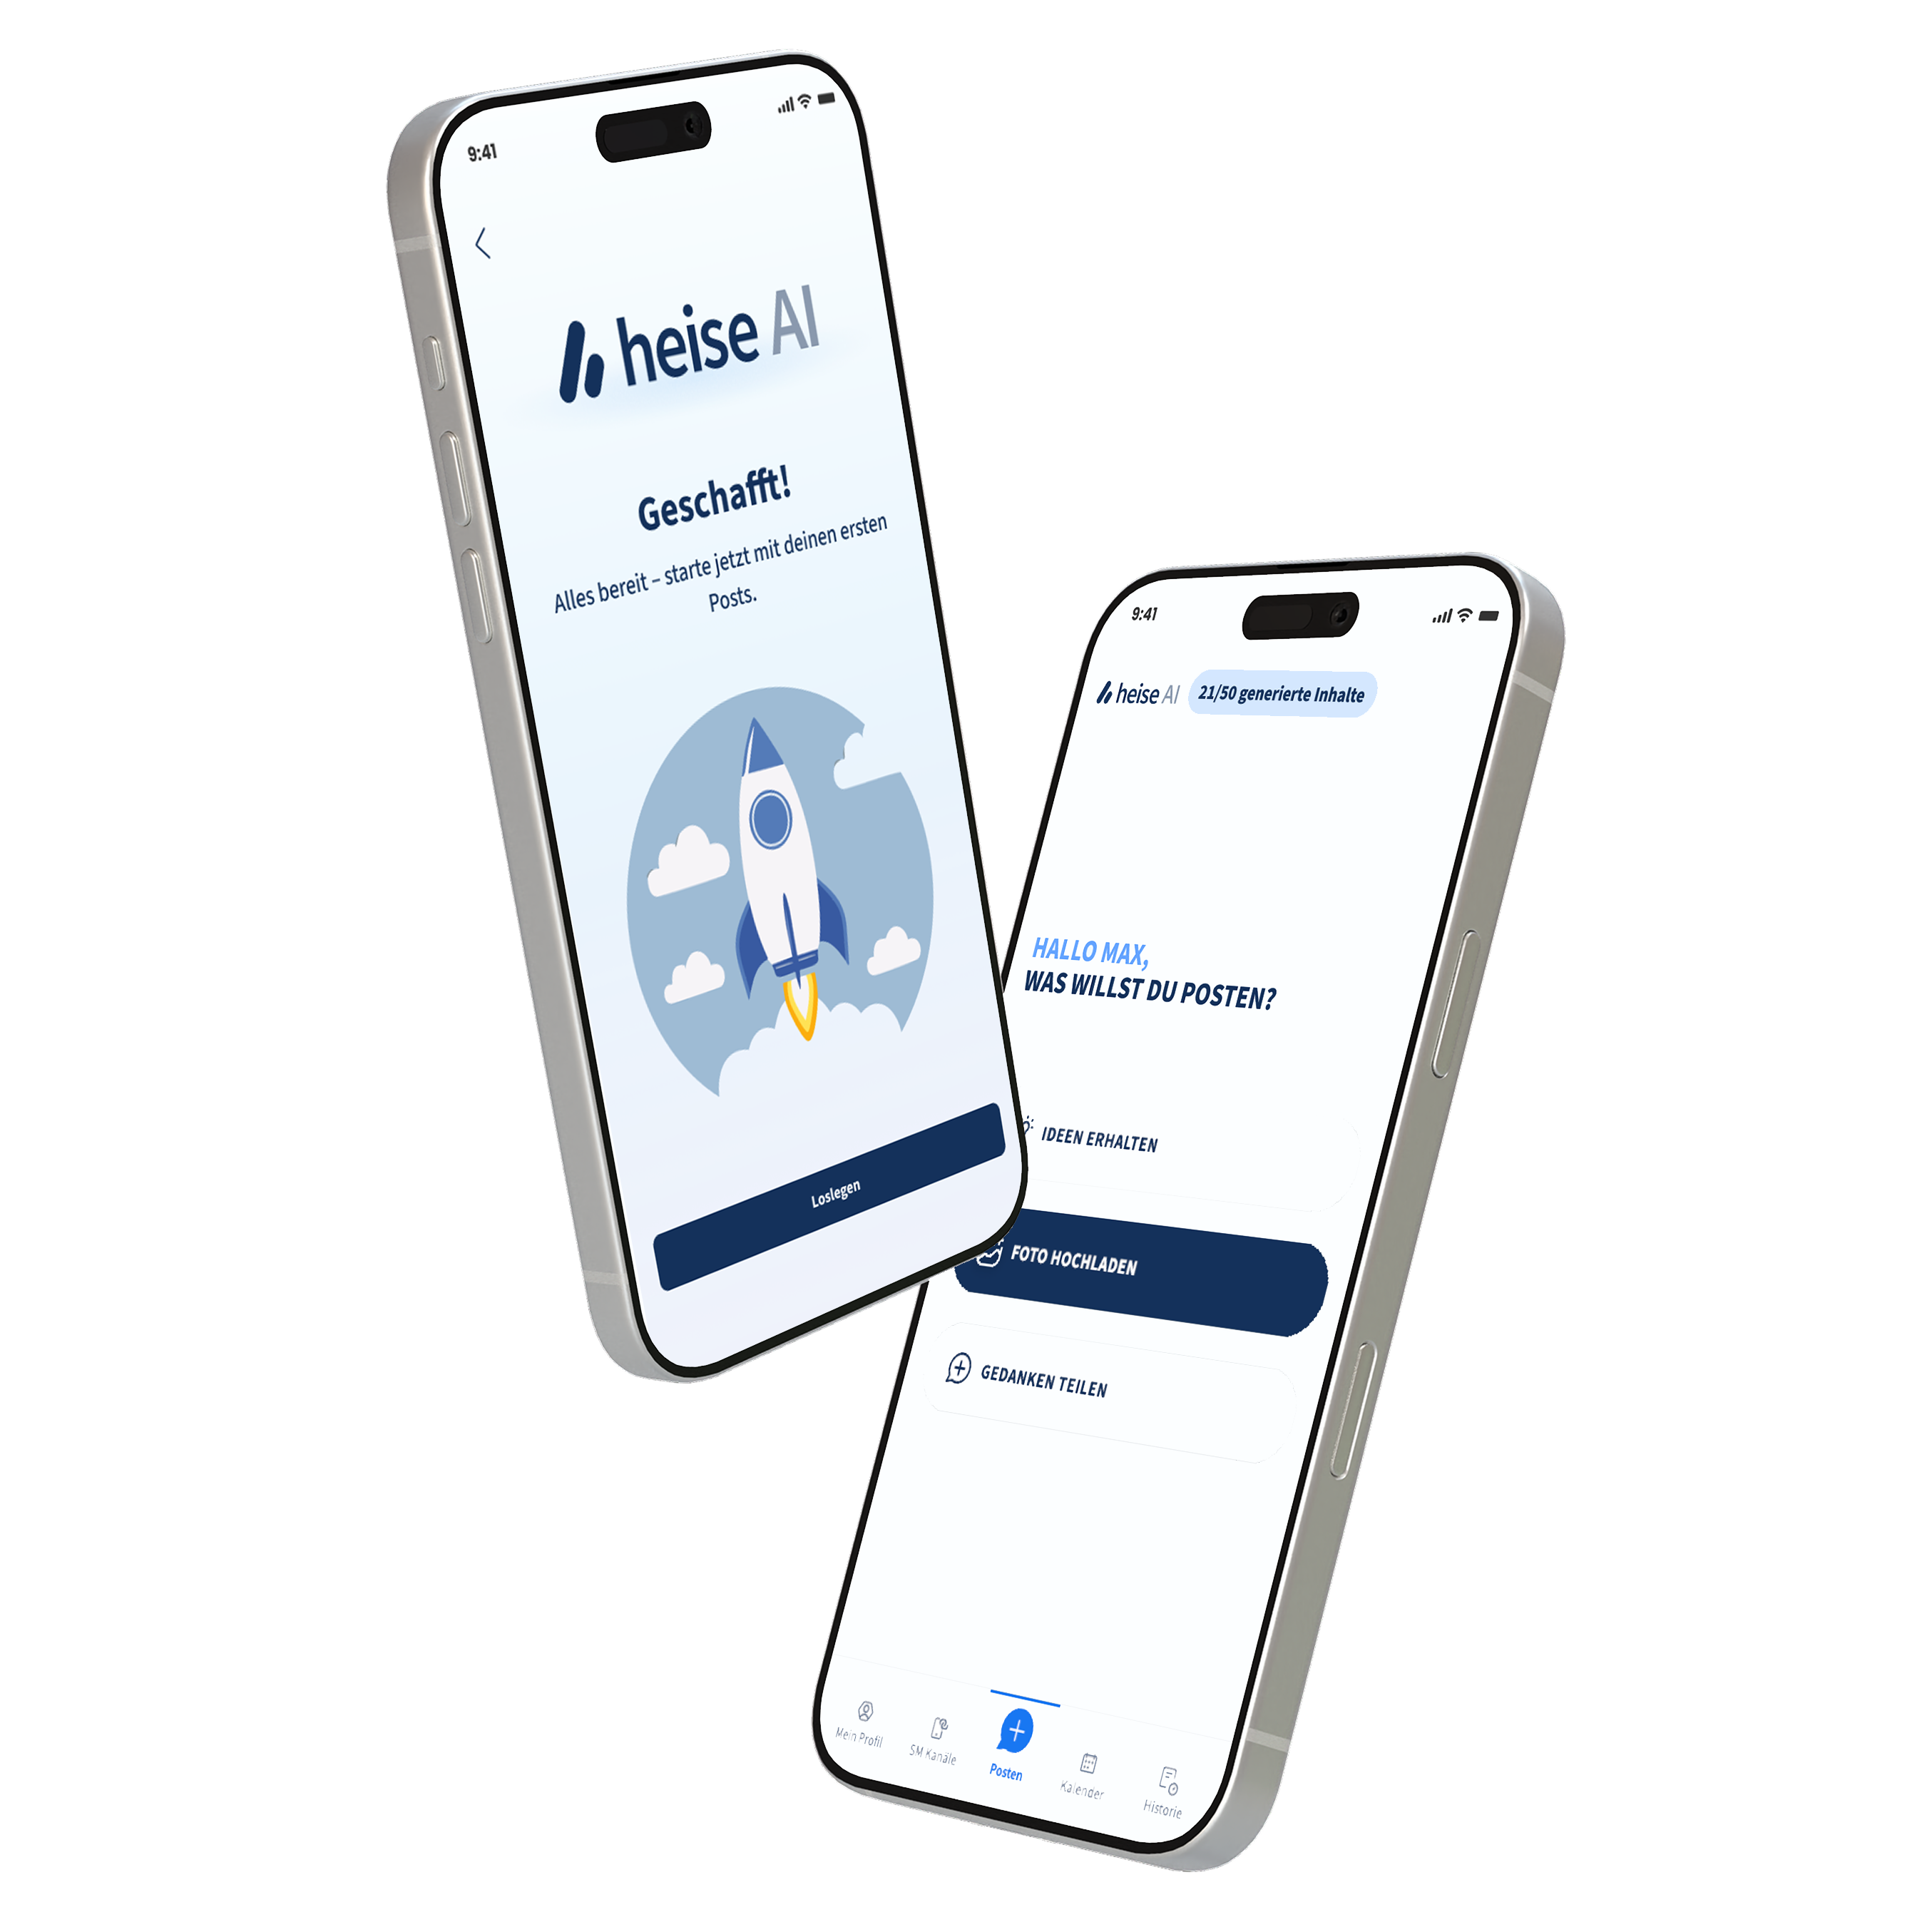 9:41
heise AI
Geschafft!
Alles bereit – starte jetzt mit deinen ersten
Posts.
Loslegen
9:41
heise AI
21/50 generierte Inhalte
HALLO MAX,
WAS WILLST DU POSTEN?
IDEEN ERHALTEN
FOTO HOCHLADEN
GEDANKEN TEILEN
Mein Profil
SM Kanäle
Posten
Kalender
Historie